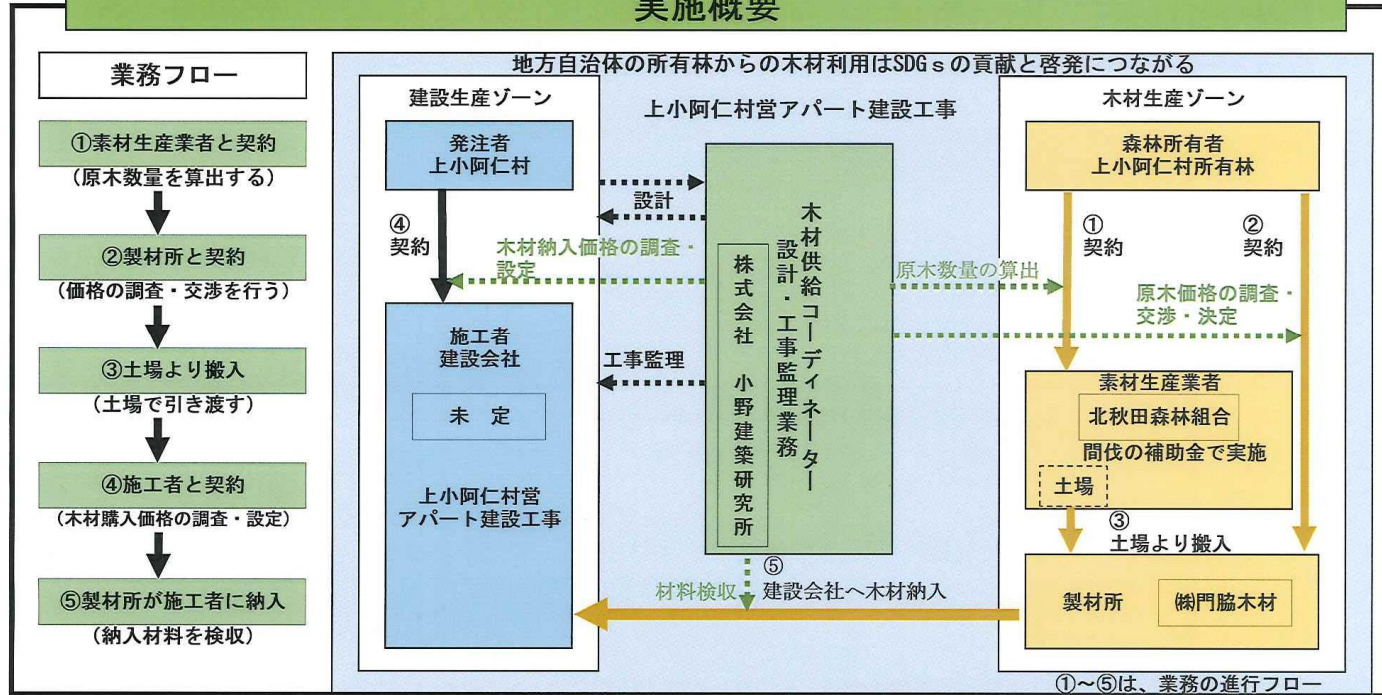 実施概要
業務フロー
①素材生産業者と契約
(原木数量を算出する)
②製材所と契約
(価格の調査・交渉を行う)
③土場より搬入
(土場で引き渡す)
④施工者と契約
(木材購入価格の調査・設定)
⑤製材所が施工者に納入
(納入材料を検収)
地方自治体の所有林からの木材利用はSDGsの貢献と啓発につながる
建設生産ゾーン
発注者
上小阿仁村
④
契約
施工者
建設会社
未 定
上小阿仁村営
アパート建設工事
上小阿仁村営アパート建設工事
設計
木材納入価格の調査・
設定
工事監理
木材供給コーディネーター
設計・工事監理業務
株式会社 小野建築研究所
原木数量の算出
原木価格の調査・
交渉・決定
材料検収
⑤
建設会社へ木材納入
木材生産ゾーン
森林所有者
上小阿仁村所有林
①
契約
②
契約
素材生産業者
北秋田森林組合
間伐の補助金で実施
土場
③
土場より搬入
製材所
㈱門脇木材
①~⑤は、業務の進行フロー